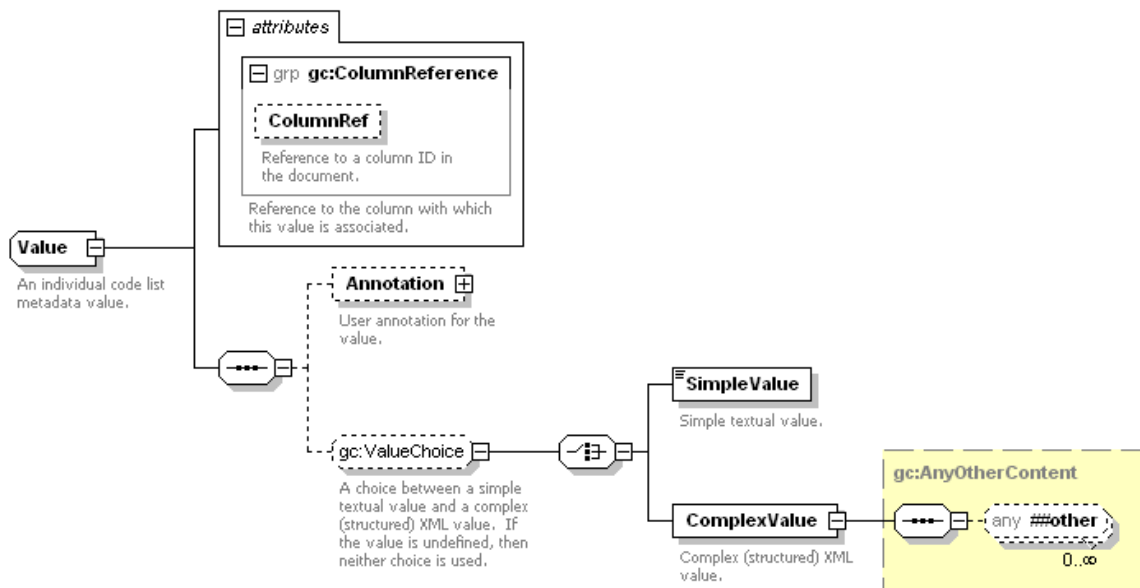 attributes
grp gc:ColumnReference
ColumnRef
Reference to a column ID in
the document.
Reference to the column with which
this value is associated.
Value
An individual code list
metadata value.
Annotation
User annotation for the
value.
gc:ValueChoice
A choice between a simple
textual value and a complex
(structured) XML value.  If
the value is undefined, then
neither choice is used.
SimpleValue
Simple textual value.
ComplexValue
Complex (structured) XML
value.
gc:AnyOtherContent
any ##other
0..∞